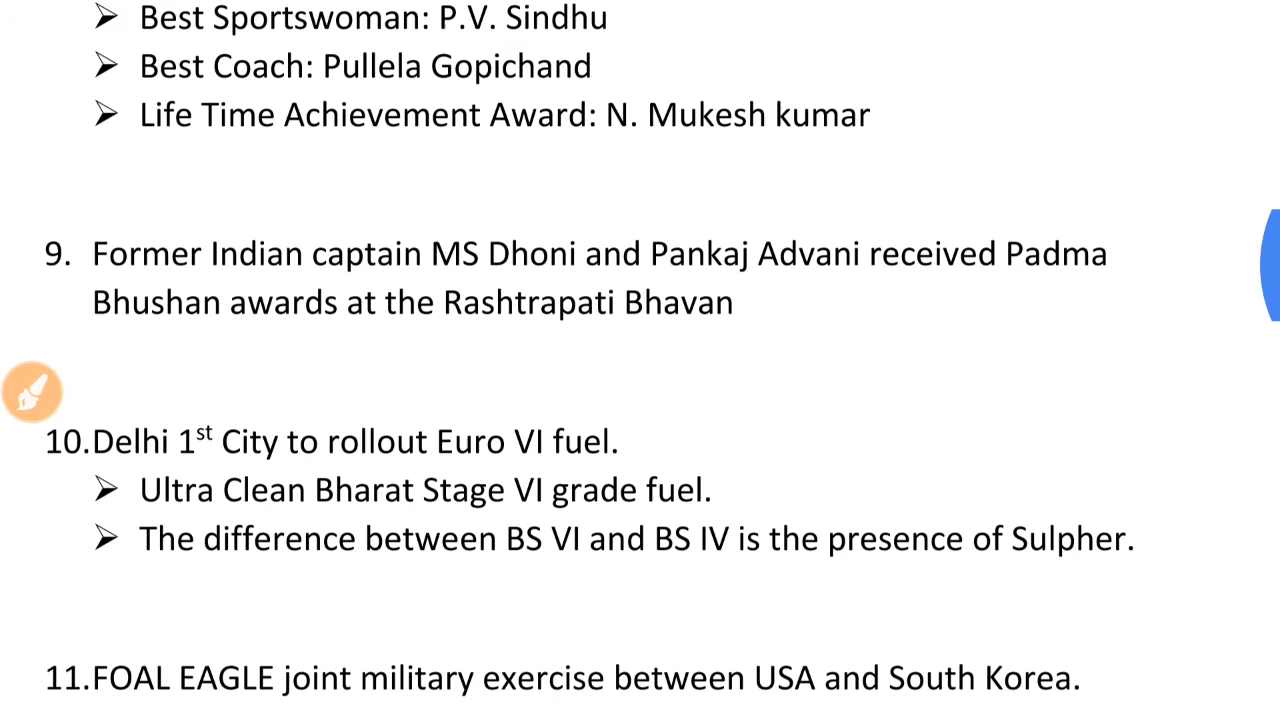 ➢ Best Sportswoman: P.V. Sindhu
➢ Best Coach: Pullela Gopichand
➢ Life Time Achievement Award: N. Mukesh kumar
9. Former Indian captain MS Dhoni and Pankaj Advani received Padma
Bhushan awards at the Rashtrapati Bhavan
10.Delhi 1st City to rollout Euro VI fuel.
➢ Ultra Clean Bharat Stage VI grade fuel.
➢ The difference between BS VI and BS IV is the presence of Sulpher.
11.FOAL EAGLE joint military exercise between USA and South Korea.